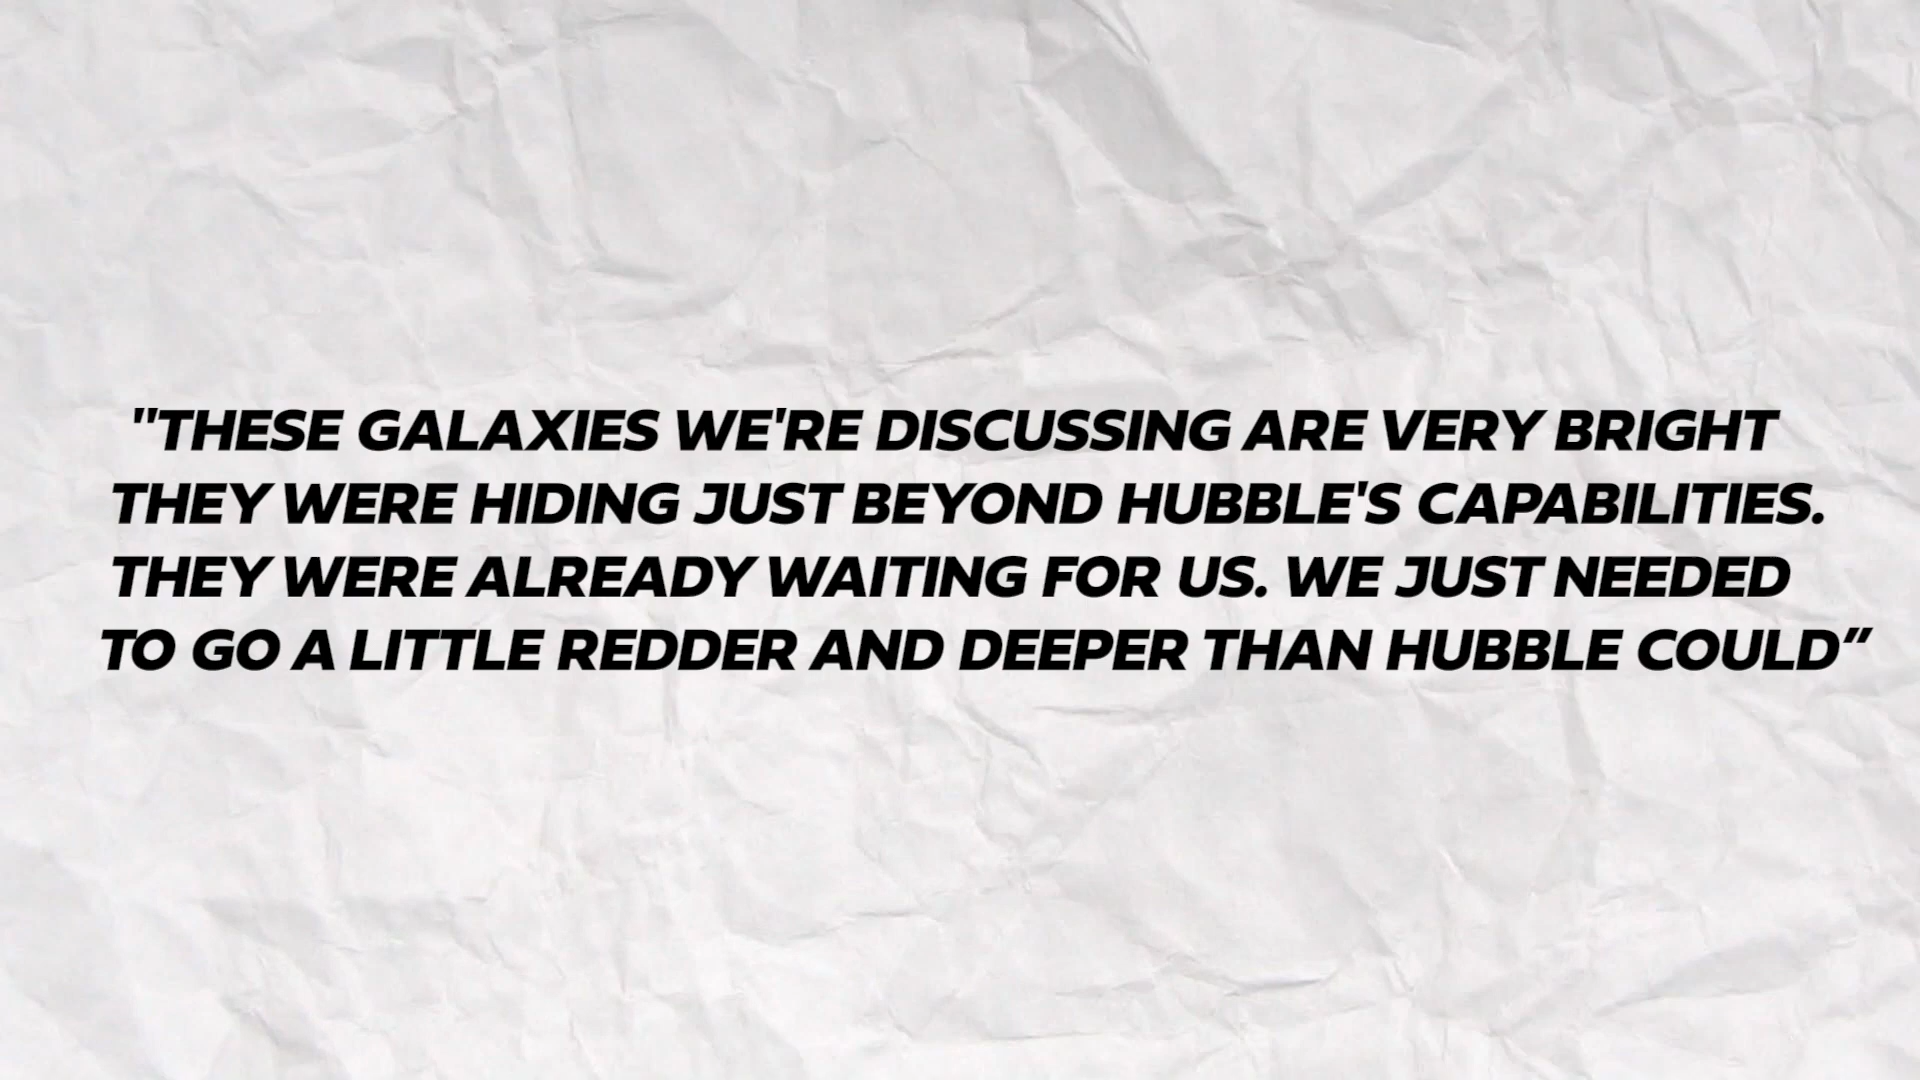 "THESE GALAXIES WE'RE DISCUSSING ARE VERY BRIGHT
THEY WERE HIDING JUST BEYOND HUBBLE'S CAPABILITIES.
THEY WERE ALREADY WAITING FOR US. WE JUST NEEDED
TO GO A LITTLE REDDER AND DEEPER THAN HUBBLE COULD”